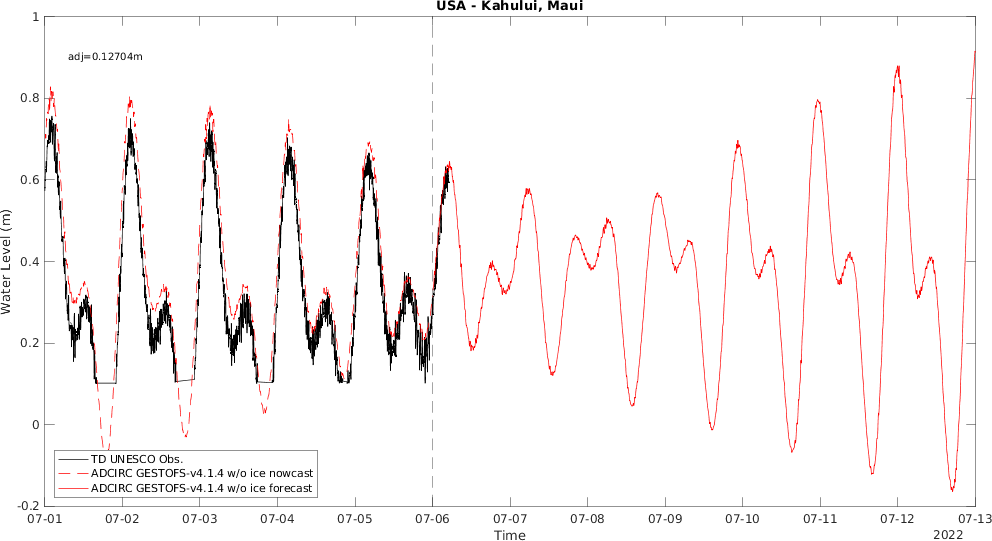 USA - Kahului, Maui
adj=0.12704m
1
0.8
0.6
0.4
0.2
0
-0.2
Water Level (m)
TD UNESCO Obs.
ADCIRC GESTOFS-v4.1.4 w/o ice nowcast
ADCIRC GESTOFS-v4.1.4 w/o ice forecast
07-01 07-02 07-03 07-04 07-05 07-06 07-07 07-08 07-09 07-10 07-11 07-12 07-13
Time
2022